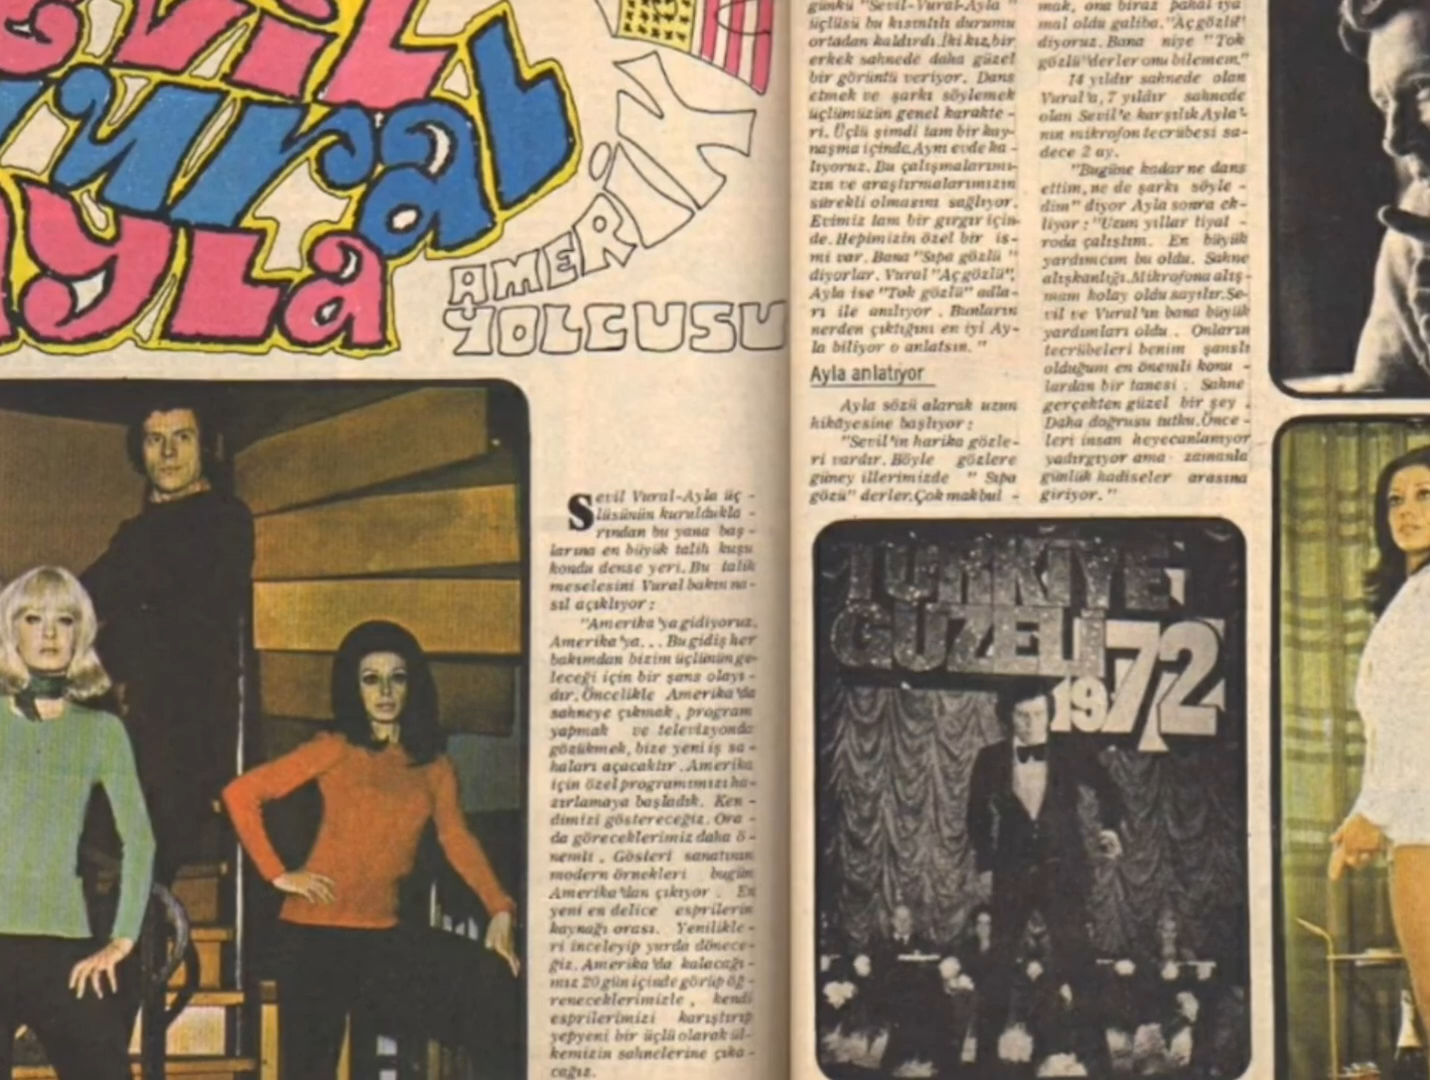 VURAL
AYLA
AMERİKA
YOLCUSU
Sevil Vural-Ayla üç -
lüsünün kuruldukla -
rından bu yana baş -
larına en büyük talih kuşu
kondu dense yeri. Bu talih
meselesini Vural bakın na-
sıl açıklıyor :
"Amerika'ya gidiyoruz.
Amerika'ya... Bu gidiş her
bakımdan bizim üçlünün ge-
leceği için bir şans olayı -
dır. Öncelikle Amerika'da
sahneye çıkmak, program
yapmak ve televizyonda
gözükmek, bize yeni iş sa -
haları açacaktır. Amerika
için özel programımızı ha-
zırlamaya başladık. Ken -
dimizi göstereceğiz. Ora -
da göreceklerimiz daha ö -
nemli. Gösteri sanatının
modern örnekleri bugün
Amerika'dan çıkıyor. En
yeni en delice esprilerin
kaynağı orası. Yenilikle -
ri inceleyip yurda dönece-
ğiz. Amerika'da kalacağı -
mız 20 gün içinde görüp öğ -
reneceklerimizle, kendi
esprilerimizi karıştırıp
yepyeni bir üçlü olarak ül-
kemizin sahnelerine çıka -
cağız.
günkü "Sevil-Vural-Ayla"
üçlüsü bu kısıntılı durumu
ortadan kaldırdı. İki kız, bir
erkek sahnede daha güzel
bir görüntü veriyor. Dans
etmek ve şarkı söylemek
üçlümüzün genel karakte -
ri. Üçlü şimdi tam bir kay-
naşma içinde. Aynı evde ka -
lıyoruz. Bu çalışmalarımı-
zın ve araştırmalarımızın
sürekli olmasını sağlıyor.
Evimiz tam bir gırgır için-
de. Hepimizin özel bir is-
mi var. Bana "Sıpa gözlü"
diyorlar. Vural "Aç gözlü",
Ayla ise "Tok gözlü" adla-
rı ile anılıyor. Bunların
nerden çıktığını en iyi Ay-
la biliyor o anlatsın."
Ayla anlatıyor
Ayla sözü alarak uzun
hikâyesine başlıyor :
"Sevil'in harika gözle-
ri vardır. Böyle gözlere
güney illerimizde "Sıpa
gözü" derler. Çok makbul -
mak, ona biraz pahalıya
mal oldu galiba. "Aç gözlü"
diyoruz. Bana niye "Tok
gözlü" derler onu bilemem."
14 yıldır sahnede olan
Vural'a, 7 yıldır sahnede
olan Sevil'e karşılık Ayla'-
nın mikrofon tecrübesi sa-
dece 2 ay.
"Bugüne kadar ne dans
ettim, ne de şarkı söyle -
dim" diyor Ayla sonra ek-
liyor : "Uzun yıllar tiyat -
roda çalıştım. En büyük
yardımcım bu oldu. Sahne
alışkanlığı. Mikrofona alış-
mam kolay oldu sayılır. Se-
vil ve Vural'ın bana büyük
yardımları oldu. Onların
tecrübeleri benim şanslı
olduğum en önemli konu -
lardan bir tanesi. Sahne
gerçekten güzel bir şey.
Daha doğrusu tutku. Önce -
leri insan heyecanlanıyor
yadırgıyor ama zamanla
günlük hadiseler arasına
giriyor."
TÜRKİYE
GÜZELİ
1972